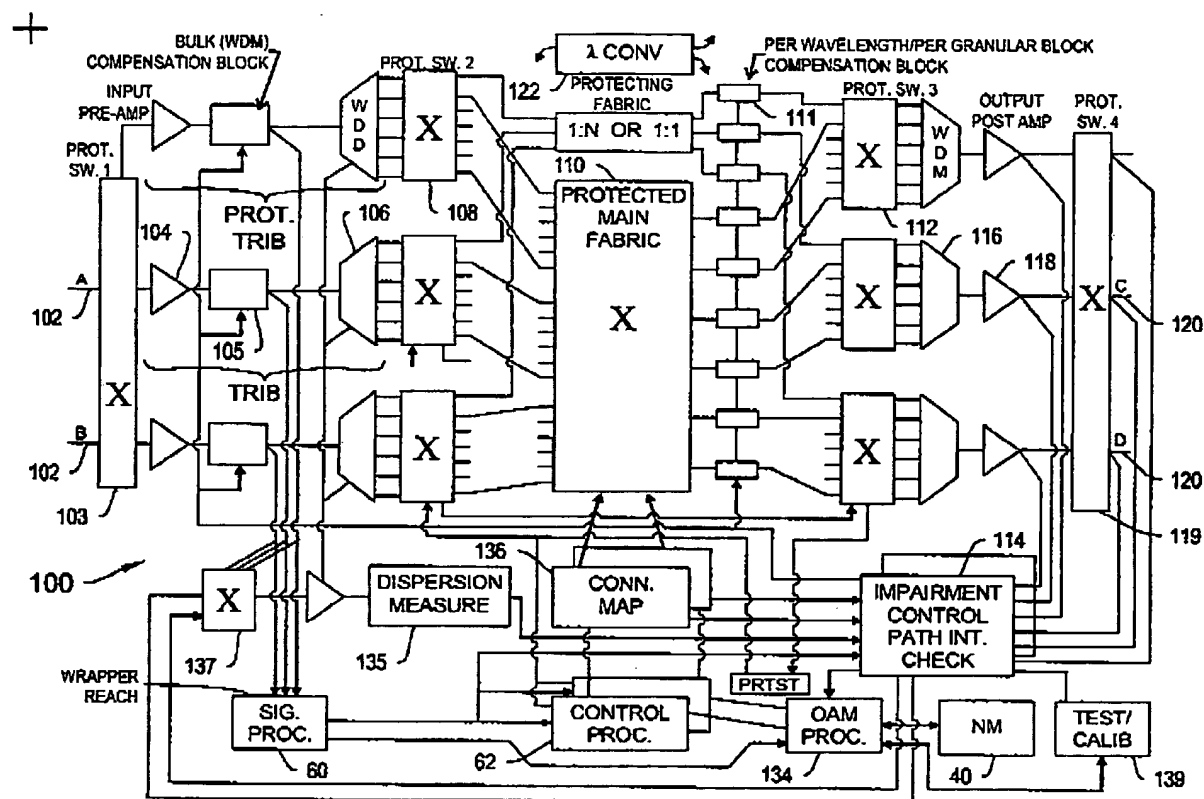 BULK (WDM)
COMPENSATION BLOCK
λ CONV
PER WAVELENGTH/PER GRANULAR BLOCK
COMPENSATION BLOCK
PROT. SW. 2
122
PROTECTING
FABRIC
INPUT
PRE-AMP
PROT. SW. 3
OUTPUT
POST AMP
PROT.
SW. 4
111
W
D
D
X
1:N OR 1:1
X
W
D
M
PROT.
SW. 1
110
PROTECTED
MAIN
FABRIC
X
PROT.
TRIB
106
108
112
116
104
118
A
102
105
TRIB
X
X
X
C
120
X
B
102
X
X
D
120
103
119
100
136
114
X
137
DISPERSION
MEASURE
135
CONN.
MAP
IMPAIRMENT
CONTROL
PATH INT.
CHECK
WRAPPER
REACH
PRTST
SIG.
PROC.
60
CONTROL
PROC.
62
OAM
PROC.
134
NM
40
TEST/
CALIB
139